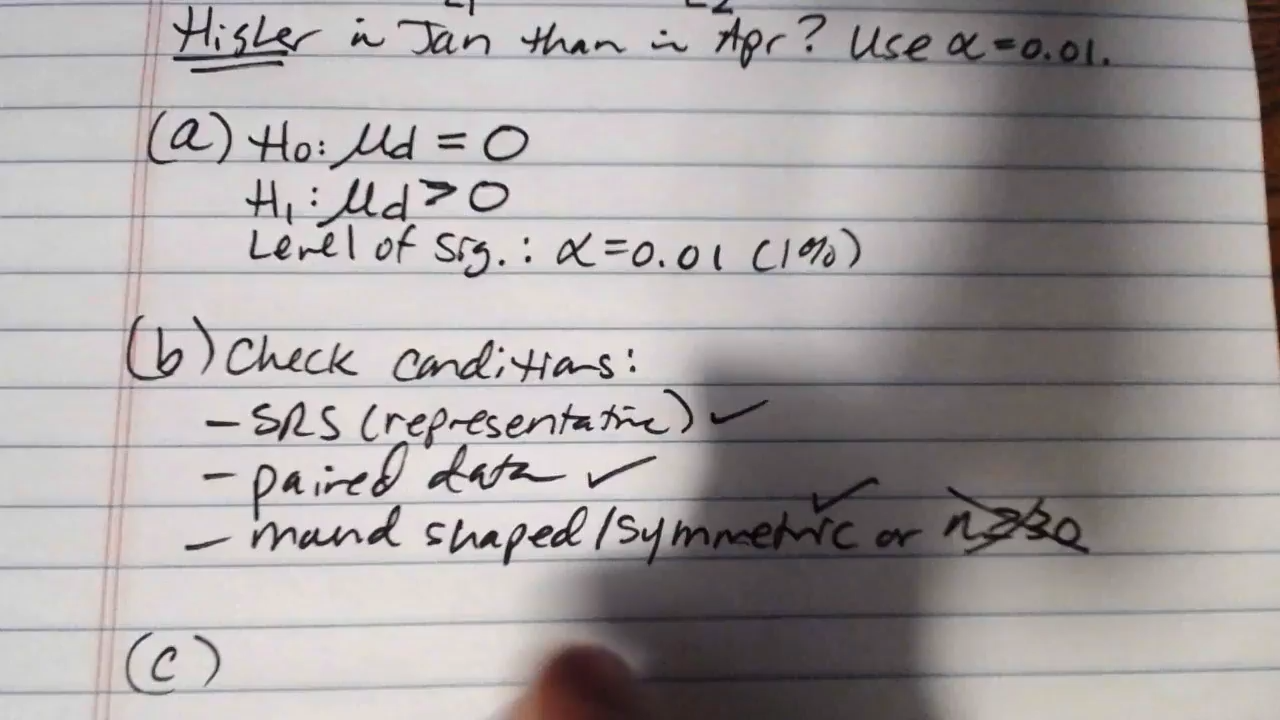 Higher in Jan than in Apr? Use α=0.01.
(a) H₀: μd = 0
H₁: μd > 0
Level of Sig.: α=0.01 (1%)
(b) Check conditions:
- SRS (representative) ✓
- paired data ✓
- mound shaped/symmetric ✓ or n≥30
(c)